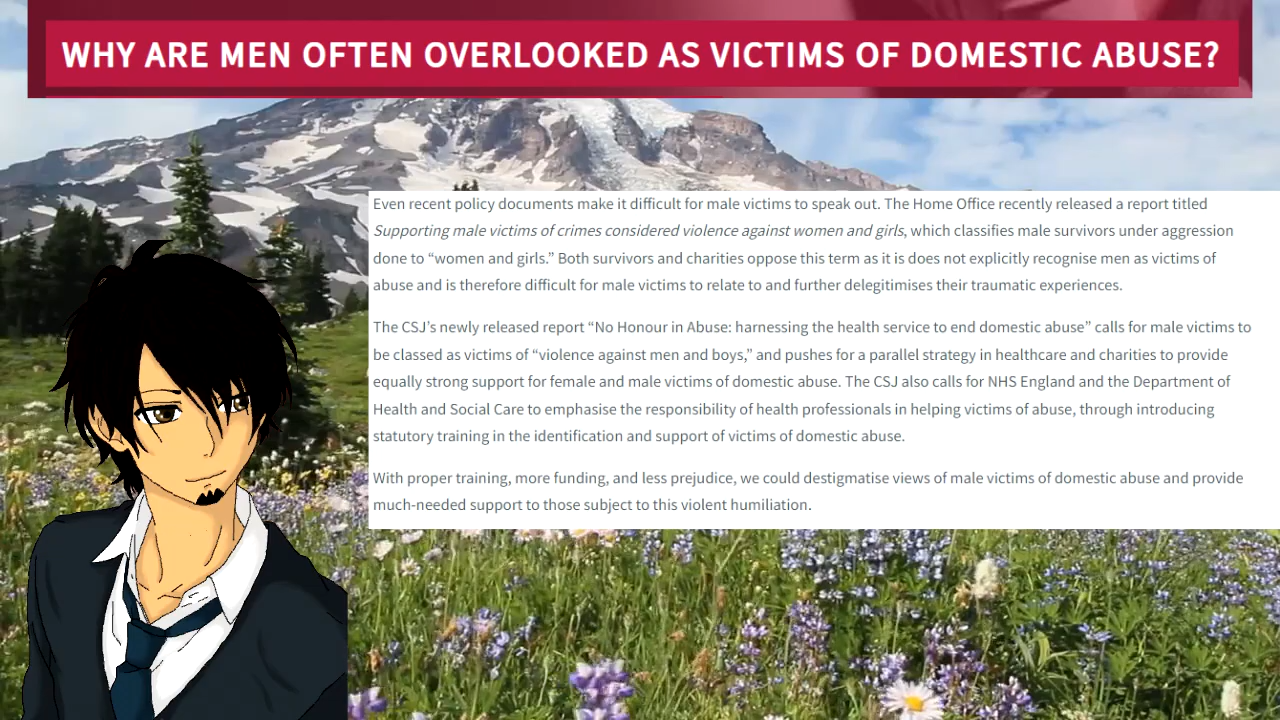 WHY ARE MEN OFTEN OVERLOOKED AS VICTIMS OF DOMESTIC ABUSE?
Even recent policy documents make it difficult for male victims to speak out. The Home Office recently released a report titled
Supporting male victims of crimes considered violence against women and girls, which classifies male survivors under aggression
done to “women and girls.” Both survivors and charities oppose this term as it is does not explicitly recognise men as victims of
abuse and is therefore difficult for male victims to relate to and further delegitimises their traumatic experiences.
The CSJ’s newly released report “No Honour in Abuse: harnessing the health service to end domestic abuse” calls for male victims to
be classed as victims of “violence against men and boys,” and pushes for a parallel strategy in healthcare and charities to provide
equally strong support for female and male victims of domestic abuse. The CSJ also calls for NHS England and the Department of
Health and Social Care to emphasise the responsibility of health professionals in helping victims of abuse, through introducing
statutory training in the identification and support of victims of domestic abuse.
With proper training, more funding, and less prejudice, we could destigmatise views of male victims of domestic abuse and provide
much-needed support to those subject to this violent humiliation.